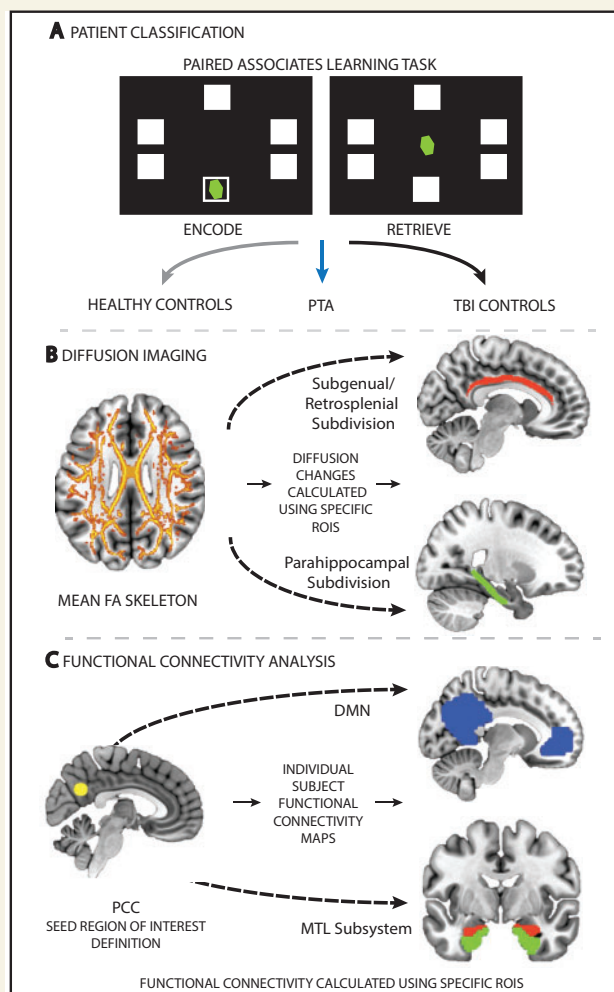 A PATIENT CLASSIFICATION
PAIRED ASSOCIATES LEARNING TASK
ENCODE
RETRIEVE
HEALTHY CONTROLS
PTA
TBI CONTROLS
B DIFFUSION IMAGING
Subgenual/
Retrosplenial
Subdivision
DIFFUSION
CHANGES
CALCULATED
USING SPECIFIC
ROIS
Parahippocampal
Subdivision
MEAN FA SKELETON
C FUNCTIONAL CONNECTIVITY ANALYSIS
DMN
INDIVIDUAL
SUBJECT
FUNCTIONAL
CONNECTIVITY
MAPS
PCC
SEED REGION OF INTEREST
DEFINITION
MTL Subsystem
FUNCTIONAL CONNECTIVITY CALCULATED USING SPECIFIC ROIS